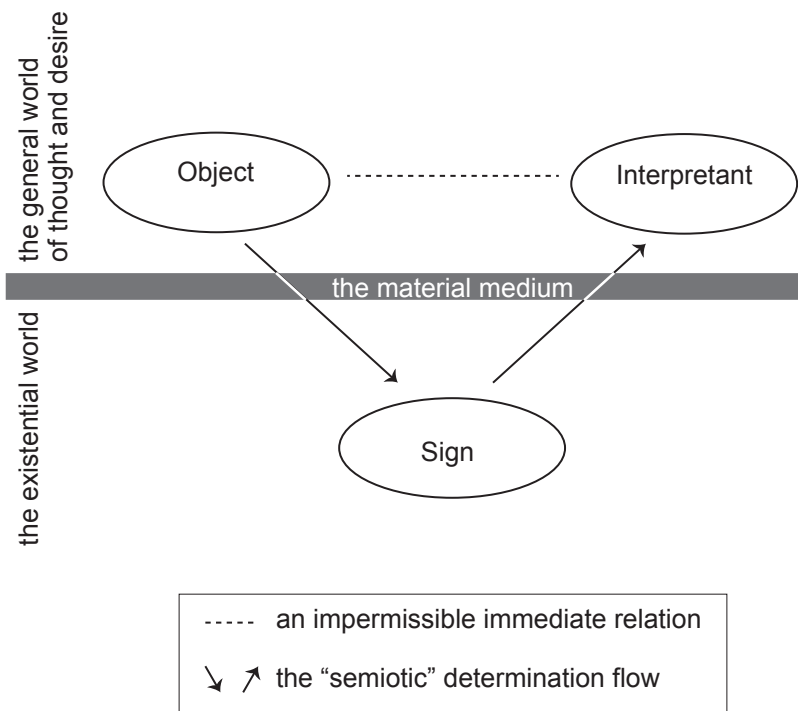 the general world
of thought and desire
Object
Interpretant
the material medium
the existential world
Sign
an impermissible immediate relation
the “semiotic” determination flow